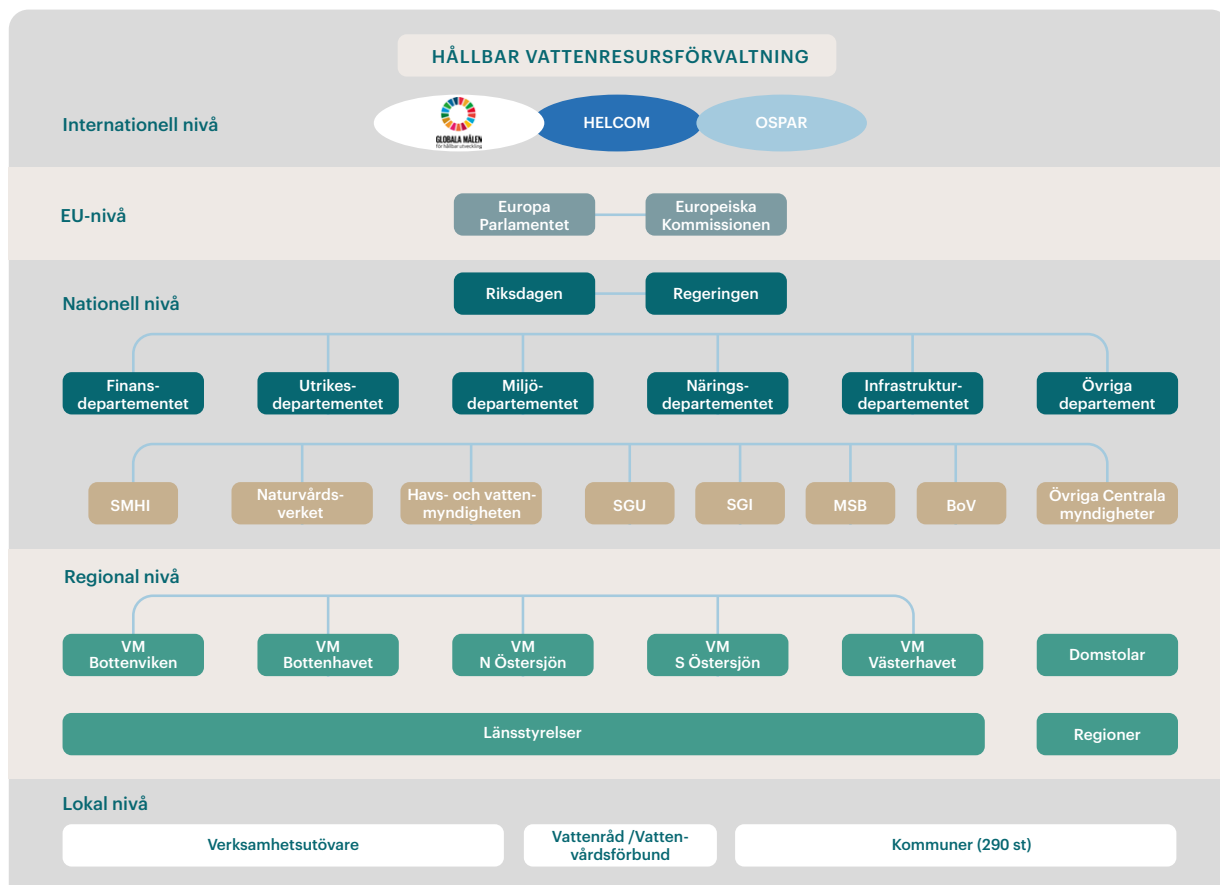 HÅLLBAR VATTENRESURSFÖRVALTNING
Internationell nivå
GLOBALA MÅLEN
för hållbar utveckling
HELCOM
OSPAR
EU-nivå
Europa
Parlamentet
Europeiska
Kommissionen
Nationell nivå
Riksdagen
Regeringen
Finans-
departementet
Utrikes-
departementet
Miljö-
departementet
Närings-
departementet
Infrastruktur-
departementet
Övriga
departement
SMHI
Naturvårds-
verket
Havs- och vatten-
myndigheten
SGU
SGI
MSB
BoV
Övriga Centrala
myndigheter
Regional nivå
VM
Bottenviken
VM
Bottenhavet
VM
N Östersjön
VM
S Östersjön
VM
Västerhavet
Domstolar
Länsstyrelser
Regioner
Lokal nivå
Verksamhetsutövare
Vattenråd /Vatten-
vårdsförbund
Kommuner (290 st)